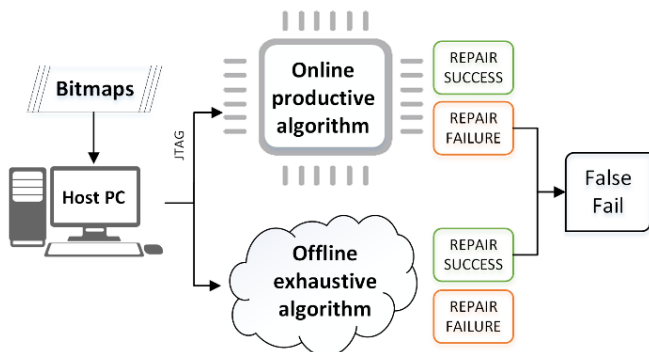 Bitmaps
Host PC
JTAG
Online
productive
algorithm
REPAIR
SUCCESS
REPAIR
FAILURE
False
Fail
Offline
exhaustive
algorithm
REPAIR
SUCCESS
REPAIR
FAILURE